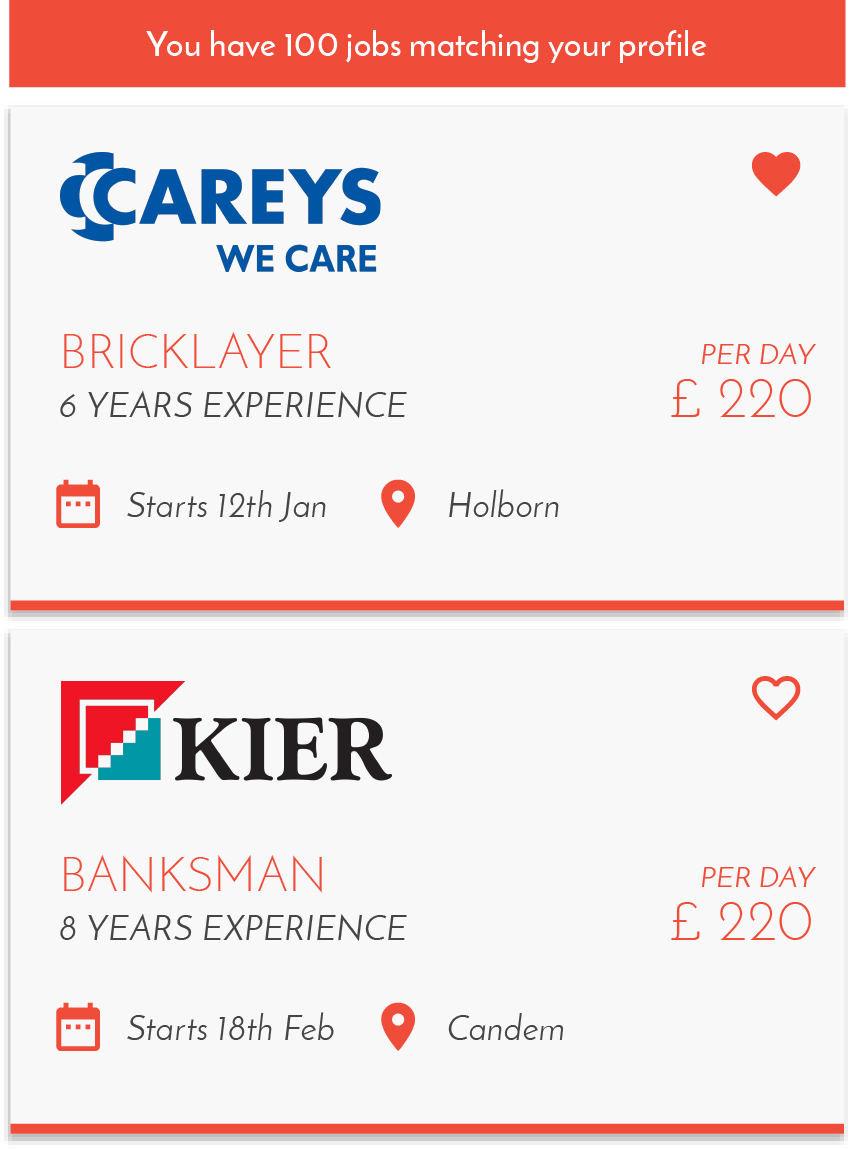 You have 100 jobs matching your profile
CAREYS
WE CARE
BRICKLAYER
6 YEARS EXPERIENCE
PER DAY
£ 220
Starts 12th Jan
Holborn
KIER
BANKSMAN
8 YEARS EXPERIENCE
PER DAY
£ 220
Starts 18th Feb
Candem